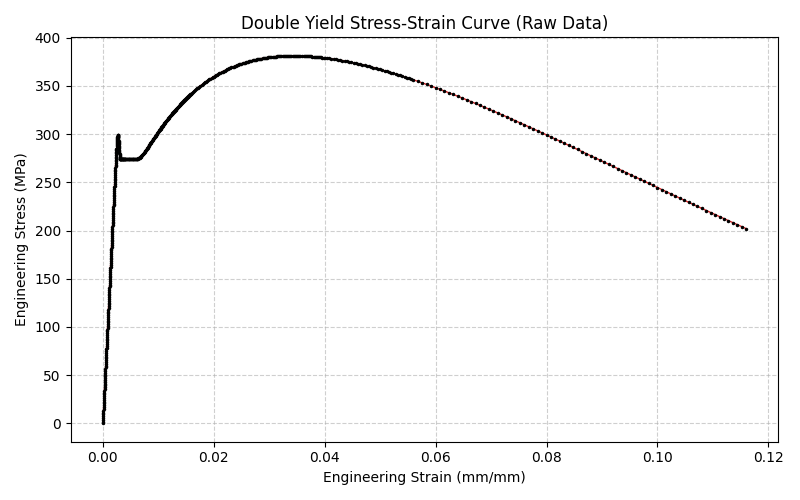 Double Yield Stress-Strain Curve (Raw Data)
400
350
300
250
200
150
100
50
0
Engineering Stress (MPa)
0.00 0.02 0.04 0.06 0.08 0.10 0.12
Engineering Strain (mm/mm)